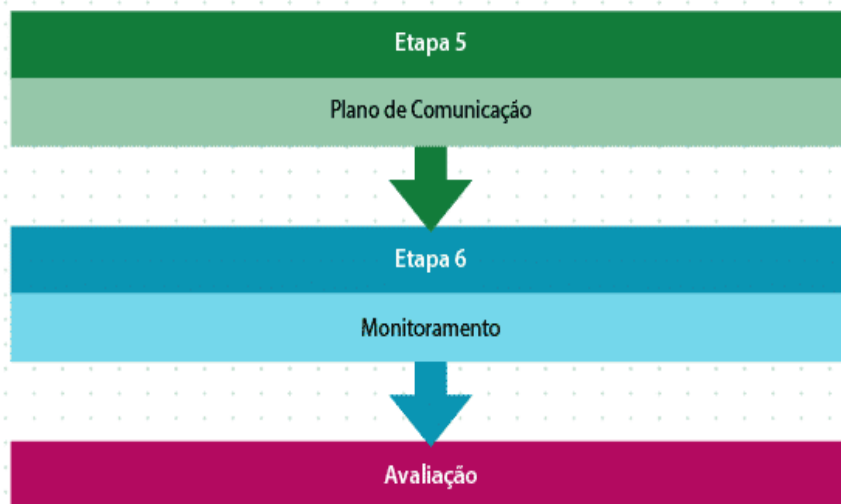 Etapa 5
Plano de Comunicação
Etapa 6
Monitoramento
Avaliação